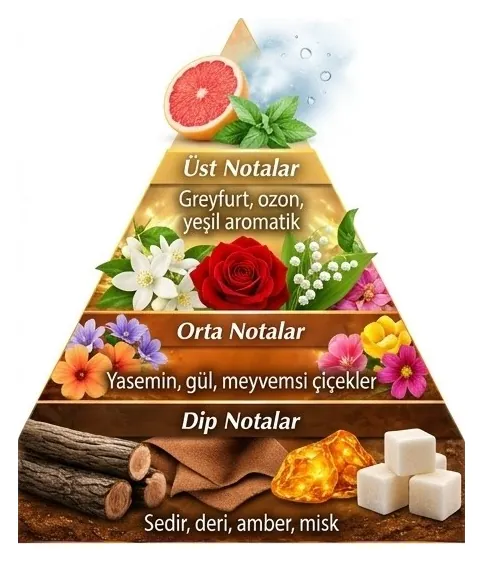 Üst Notalar
Greyfurt, ozon,
yeşil aromatik
Orta Notalar
Yasemin, gül, meyvemsi çiçekler
Dip Notalar
Sedir, deri, amber, misk